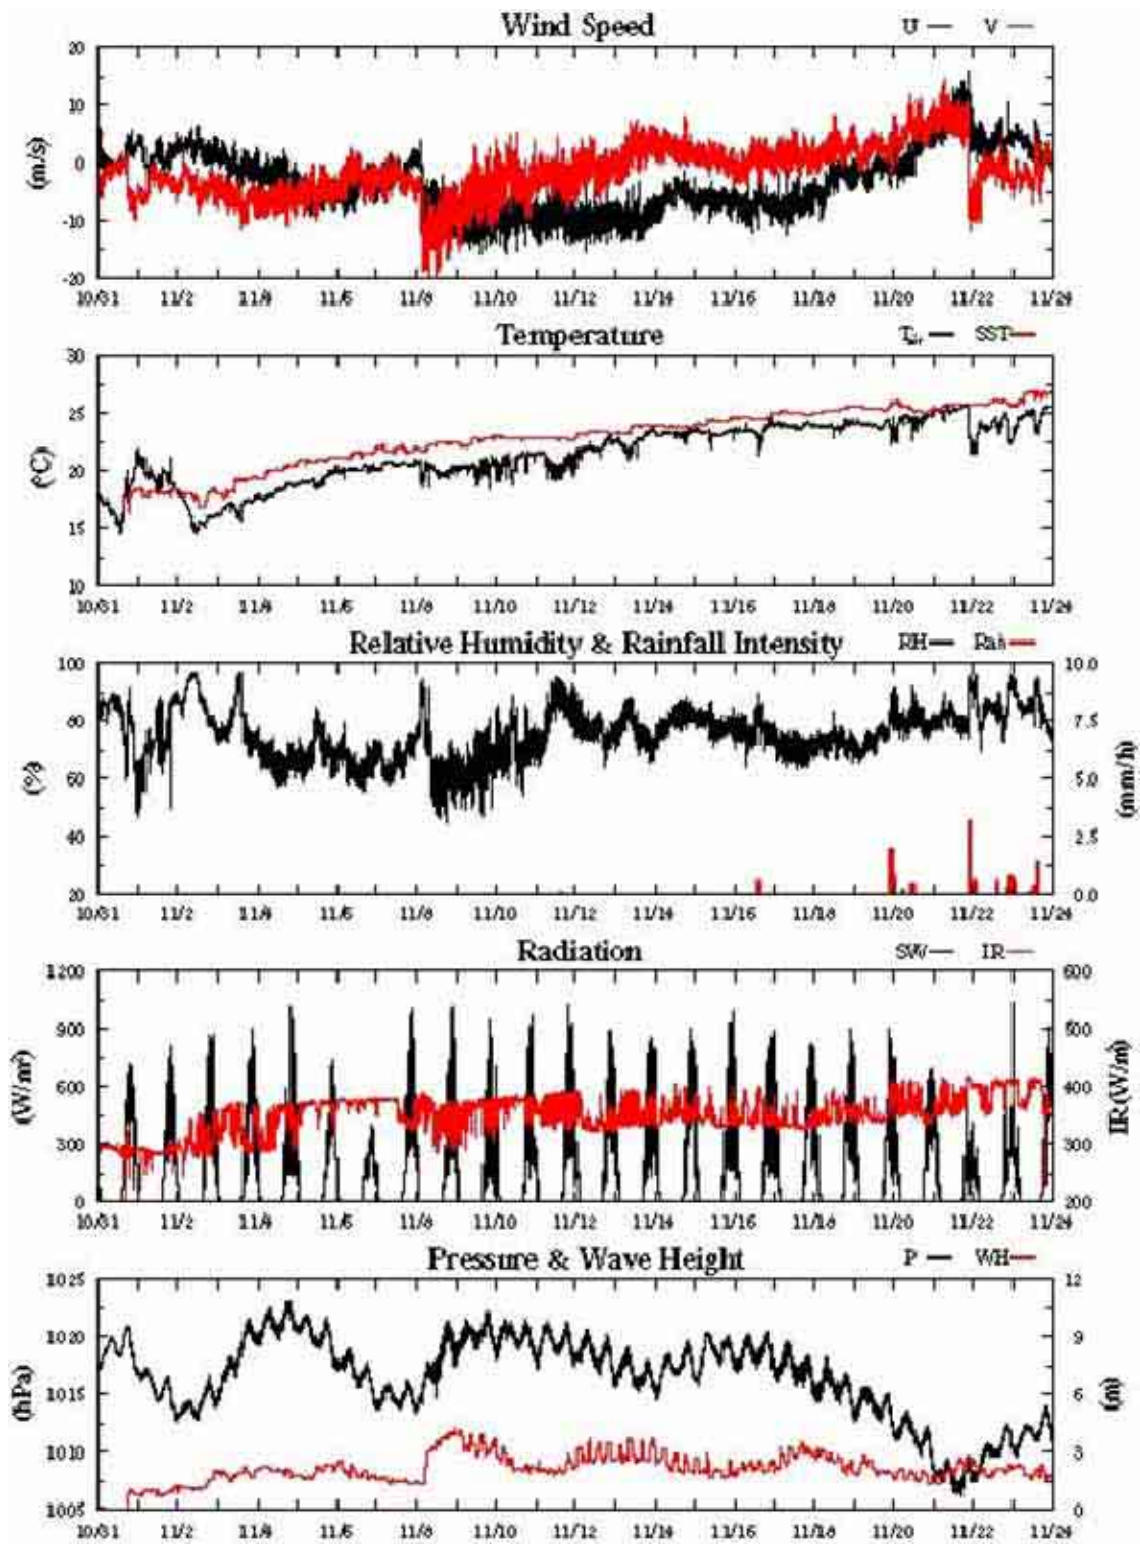 Wind Speed U V
20
10
0
-10
-20
(m/s)
10/31 11/2 11/4 11/6 11/8 11/10 11/12 11/14 11/16 11/18 11/20 11/22 11/24
Temperature Tair SST
30
25
20
15
10
(°C)
10/31 11/2 11/4 11/6 11/8 11/10 11/12 11/14 11/16 11/18 11/20 11/22 11/24
Relative Humidity & Rainfall Intensity RH Rain
100 10.0
80 7.5
60 5.0
40 2.5
20 0.0
(%) (mm/h)
10/31 11/2 11/4 11/6 11/8 11/10 11/12 11/14 11/16 11/18 11/20 11/22 11/24
Radiation SW IR
1200 600
900 500
600 400
300 300
0 200
(W/m²) IR(W/m²)
10/31 11/2 11/4 11/6 11/8 11/10 11/12 11/14 11/16 11/18 11/20 11/22 11/24
Pressure & Wave Height P WH
1025 12
1020 9
1015 6
1010 3
1005 0
(hPa) (m)
10/31 11/2 11/4 11/6 11/8 11/10 11/12 11/14 11/16 11/18 11/20 11/22 11/24